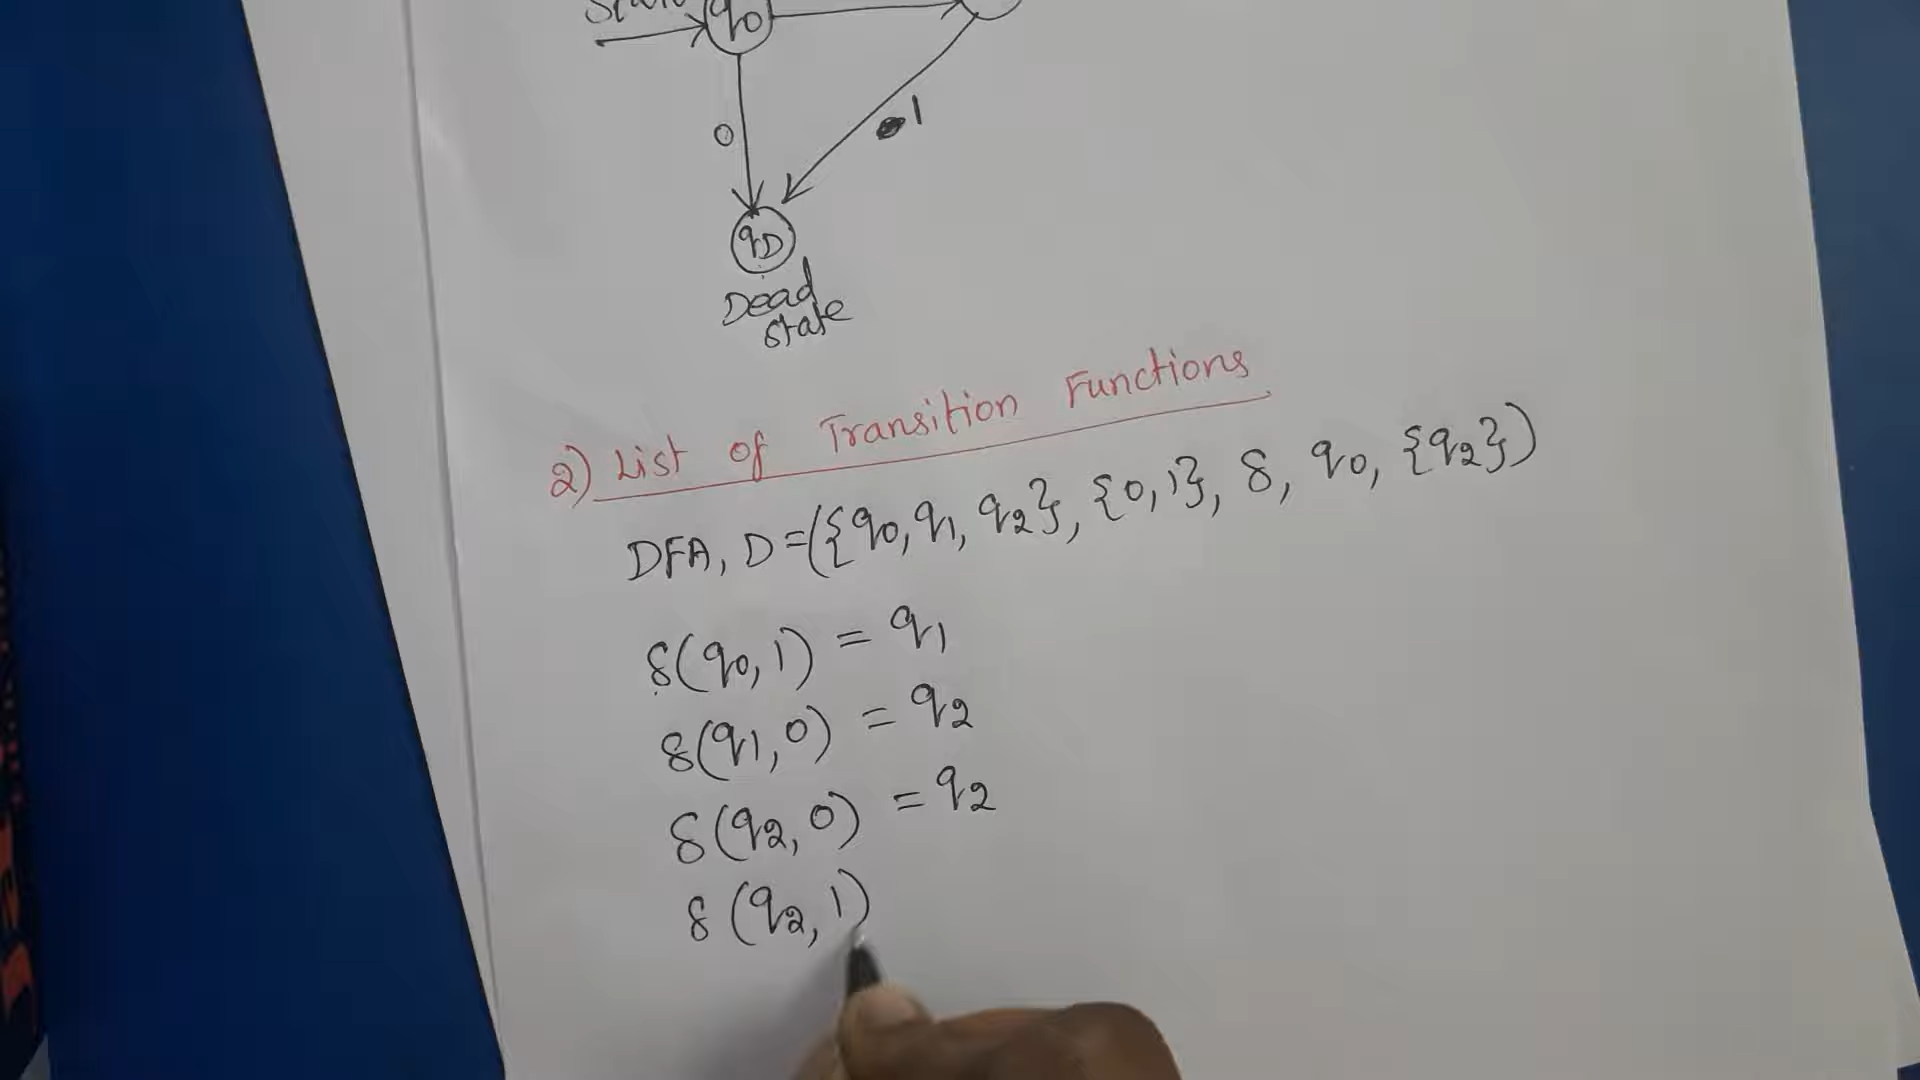 q0
0
1
qD
Dead
state
2) List of Transition Functions
DFA, D=({q0, q1, q2}, {0,1}, δ, q0, {q2})
δ(q0, 1) = q1
δ(q1, 0) = q2
δ(q2, 0) = q2
δ(q2, 1)